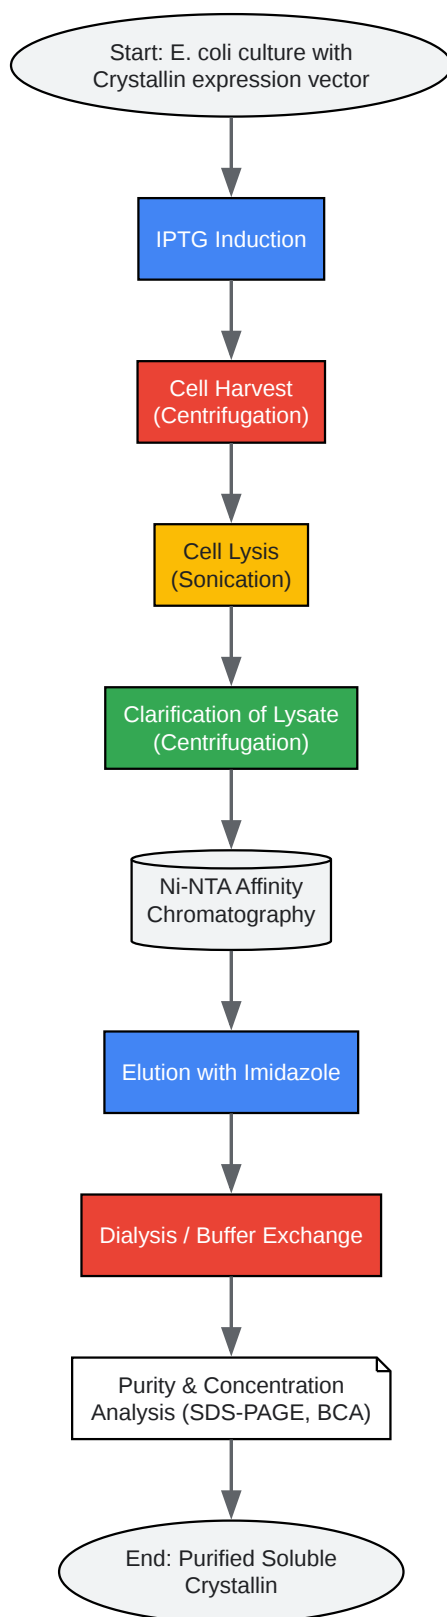 Start: E. coli culture with
Crystallin expression vector
IPTG Induction
Cell Harvest
(Centrifugation)
Cell Lysis
(Sonication)
Clarification of Lysate
(Centrifugation)
Ni-NTA Affinity
Chromatography
Elution with Imidazole
Dialysis / Buffer Exchange
Purity & Concentration
Analysis (SDS-PAGE, BCA)
End: Purified Soluble
Crystallin